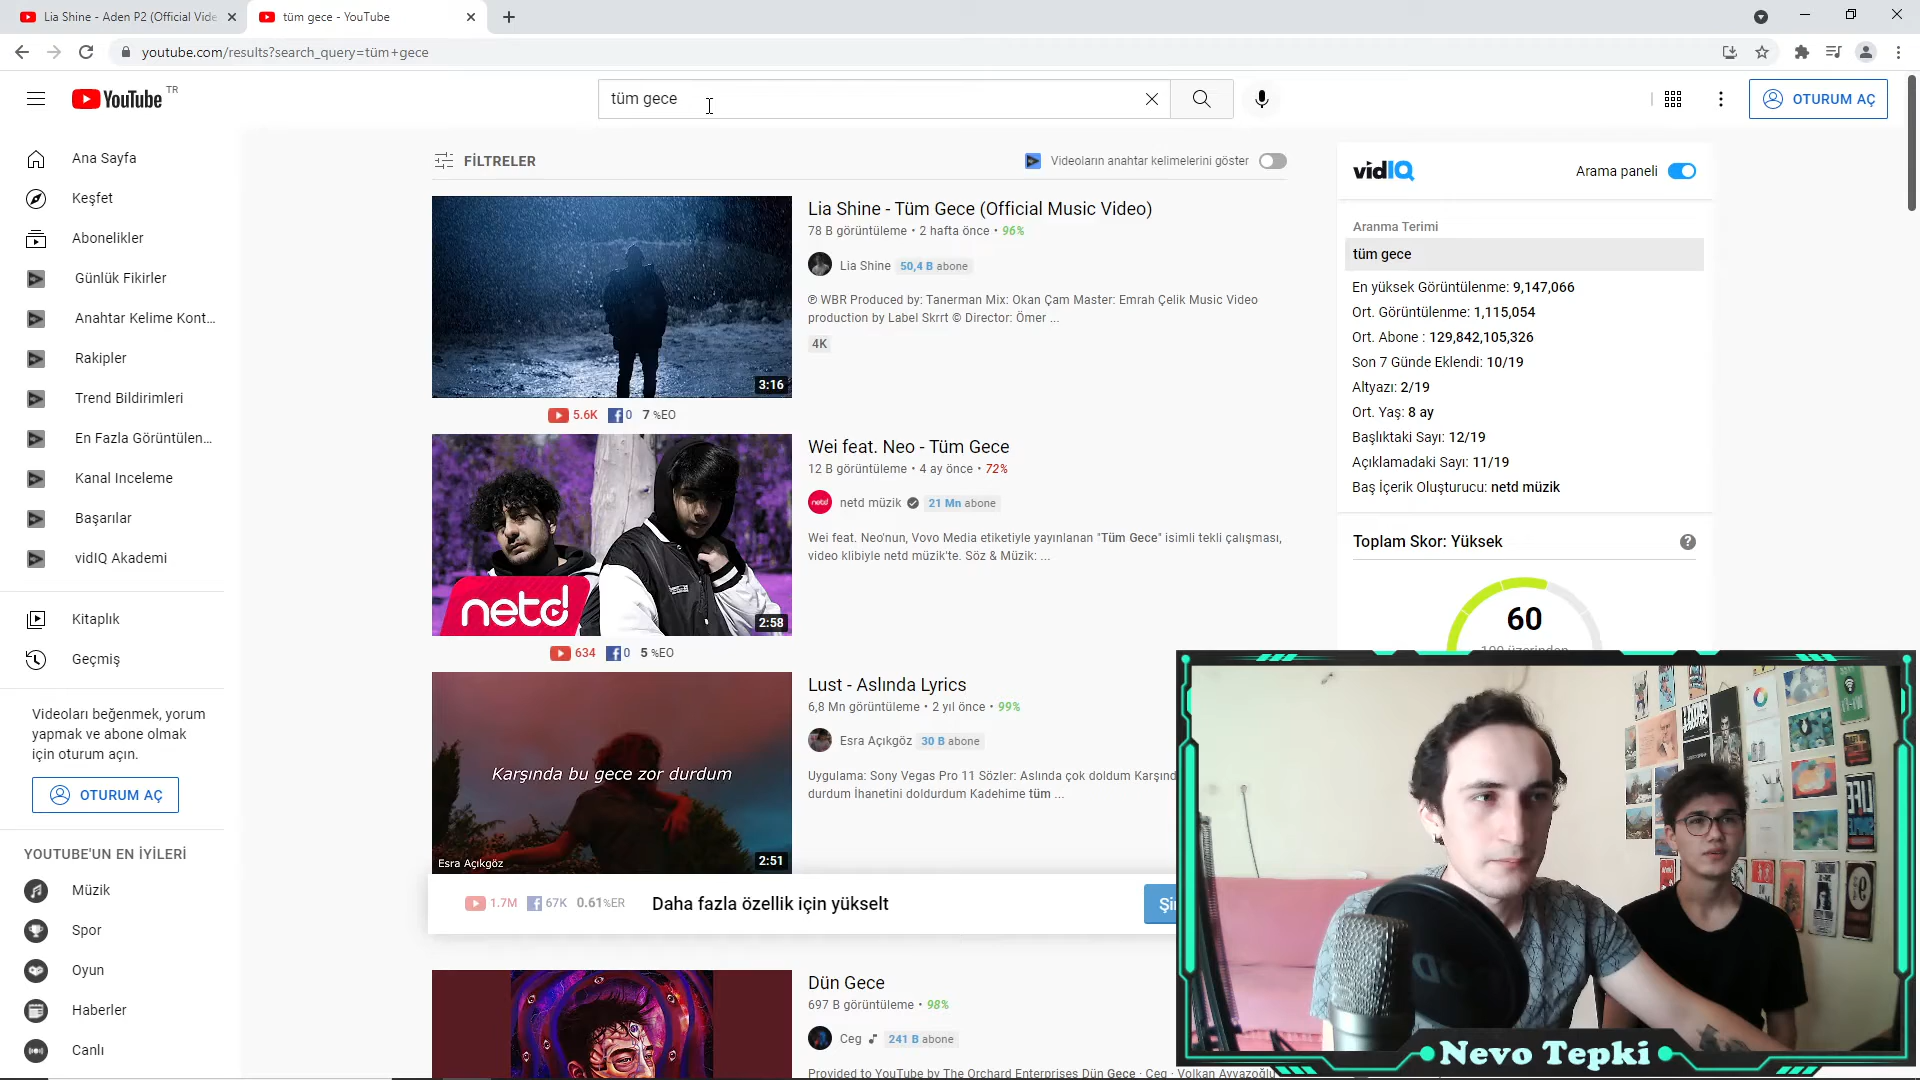 Lia Shine - Aden P2 (Official Vide
tüm gece - YouTube
youtube.com/results?search_query=tüm+gece
YouTube TR
tüm gece
OTURUM AÇ
Ana Sayfa
Keşfet
Abonelikler
Günlük Fikirler
Anahtar Kelime Kont...
Rakipler
Trend Bildirimleri
En Fazla Görüntülen...
Kanal Inceleme
Başarılar
vidIQ Akademi
Kitaplık
Geçmiş
Videoları beğenmek, yorum
yapmak ve abone olmak
için oturum açın.
OTURUM AÇ
YOUTUBE'UN EN İYİLERİ
Müzik
Spor
Oyun
Haberler
Canlı
FİLTRELER
Videoların anahtar kelimelerini göster
3:16
5.6K 0 7 %EO
Lia Shine - Tüm Gece (Official Music Video)
78 B görüntüleme • 2 hafta önce • 96%
Lia Shine 50,4 B abone
℗ WBR Produced by: Tanerman Mix: Okan Çam Master: Emrah Çelik Music Video
production by Label Skrrt © Director: Ömer ...
4K
netd
2:58
634 0 5 %EO
Wei feat. Neo - Tüm Gece
12 B görüntüleme • 4 ay önce • 72%
netd müzik 21 Mn abone
Wei feat. Neo'nun, Vovo Media etiketiyle yayınlanan "Tüm Gece" isimli tekli çalışması,
video klibiyle netd müzik'te. Söz & Müzik: ...
Karşında bu gece zor durdum
Esra Açıkgöz
2:51
Lust - Aslında Lyrics
6,8 Mn görüntüleme • 2 yıl önce • 99%
Esra Açıkgöz 30 B abone
Uygulama: Sony Vegas Pro 11 Sözler: Aslında çok doldum Karşınd
durdum İhanetini doldurdum Kadehime tüm ...
1.7M 67K 0.61%ER
Daha fazla özellik için yükselt
Şi
Dün Gece
697 B görüntüleme • 98%
Ceg 241 B abone
Provided to YouTube by The Orchard Enterprises Dün Gece · Ceg · Volkan Ayvazoğlu
vidIQ
Arama paneli
Aranma Terimi
tüm gece
En yüksek Görüntülenme: 9,147,066
Ort. Görüntülenme: 1,115,054
Ort. Abone : 129,842,105,326
Son 7 Günde Eklendi: 10/19
Altyazı: 2/19
Ort. Yaş: 8 ay
Başlıktaki Sayı: 12/19
Açıklamadaki Sayı: 11/19
Baş İçerik Oluşturucu: netd müzik
Toplam Skor: Yüksek
60
100 üzerinden
Nevo Tepki